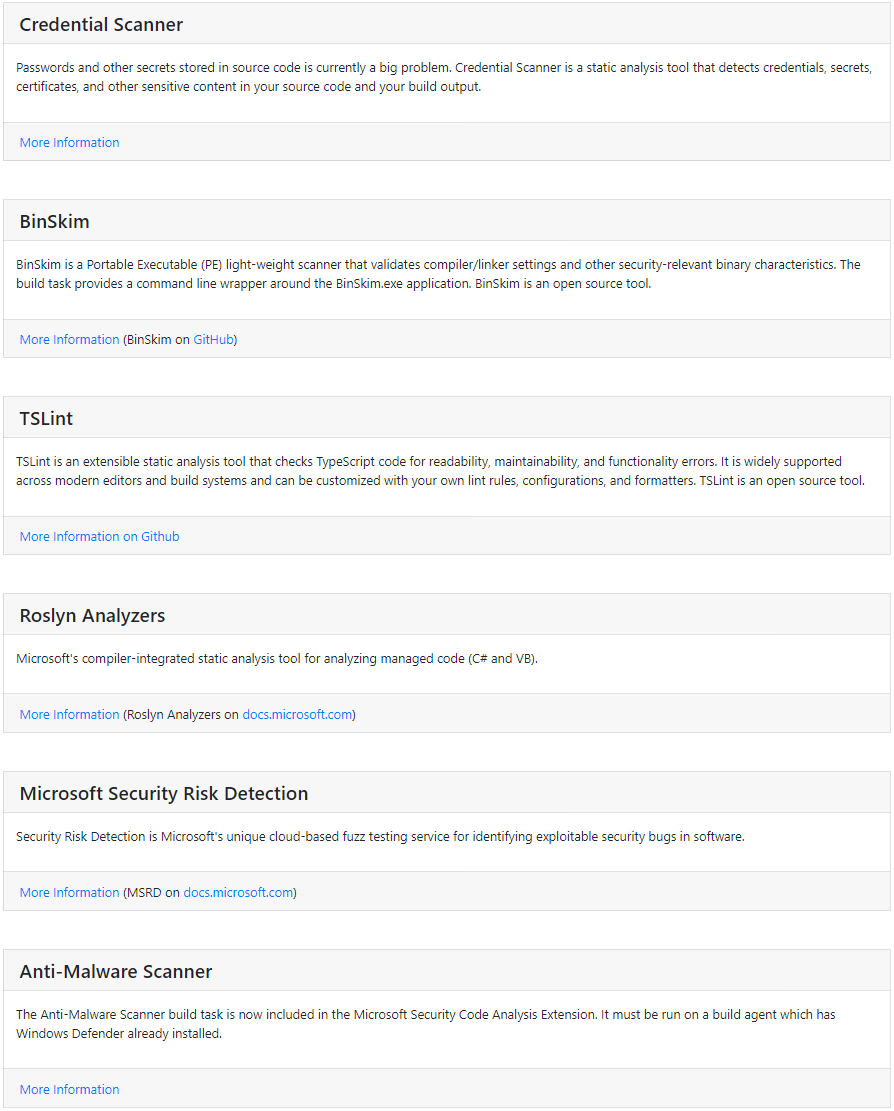 Credential Scanner
Passwords and other secrets stored in source code is currently a big problem. Credential Scanner is a static analysis tool that detects credentials, secrets,
certificates, and other sensitive content in your source code and your build output.
More Information
BinSkim
BinSkim is a Portable Executable (PE) light-weight scanner that validates compiler/linker settings and other security-relevant binary characteristics. The
build task provides a command line wrapper around the BinSkim.exe application. BinSkim is an open source tool.
More Information (BinSkim on GitHub)
TSLint
TSLint is an extensible static analysis tool that checks TypeScript code for readability, maintainability, and functionality errors. It is widely supported
across modern editors and build systems and can be customized with your own lint rules, configurations, and formatters. TSLint is an open source tool.
More Information on Github
Roslyn Analyzers
Microsoft's compiler-integrated static analysis tool for analyzing managed code (C# and VB).
More Information (Roslyn Analyzers on docs.microsoft.com)
Microsoft Security Risk Detection
Security Risk Detection is Microsoft's unique cloud-based fuzz testing service for identifying exploitable security bugs in software.
More Information (MSRD on docs.microsoft.com)
Anti-Malware Scanner
The Anti-Malware Scanner build task is now included in the Microsoft Security Code Analysis Extension. It must be run on a build agent which has
Windows Defender already installed.
More Information